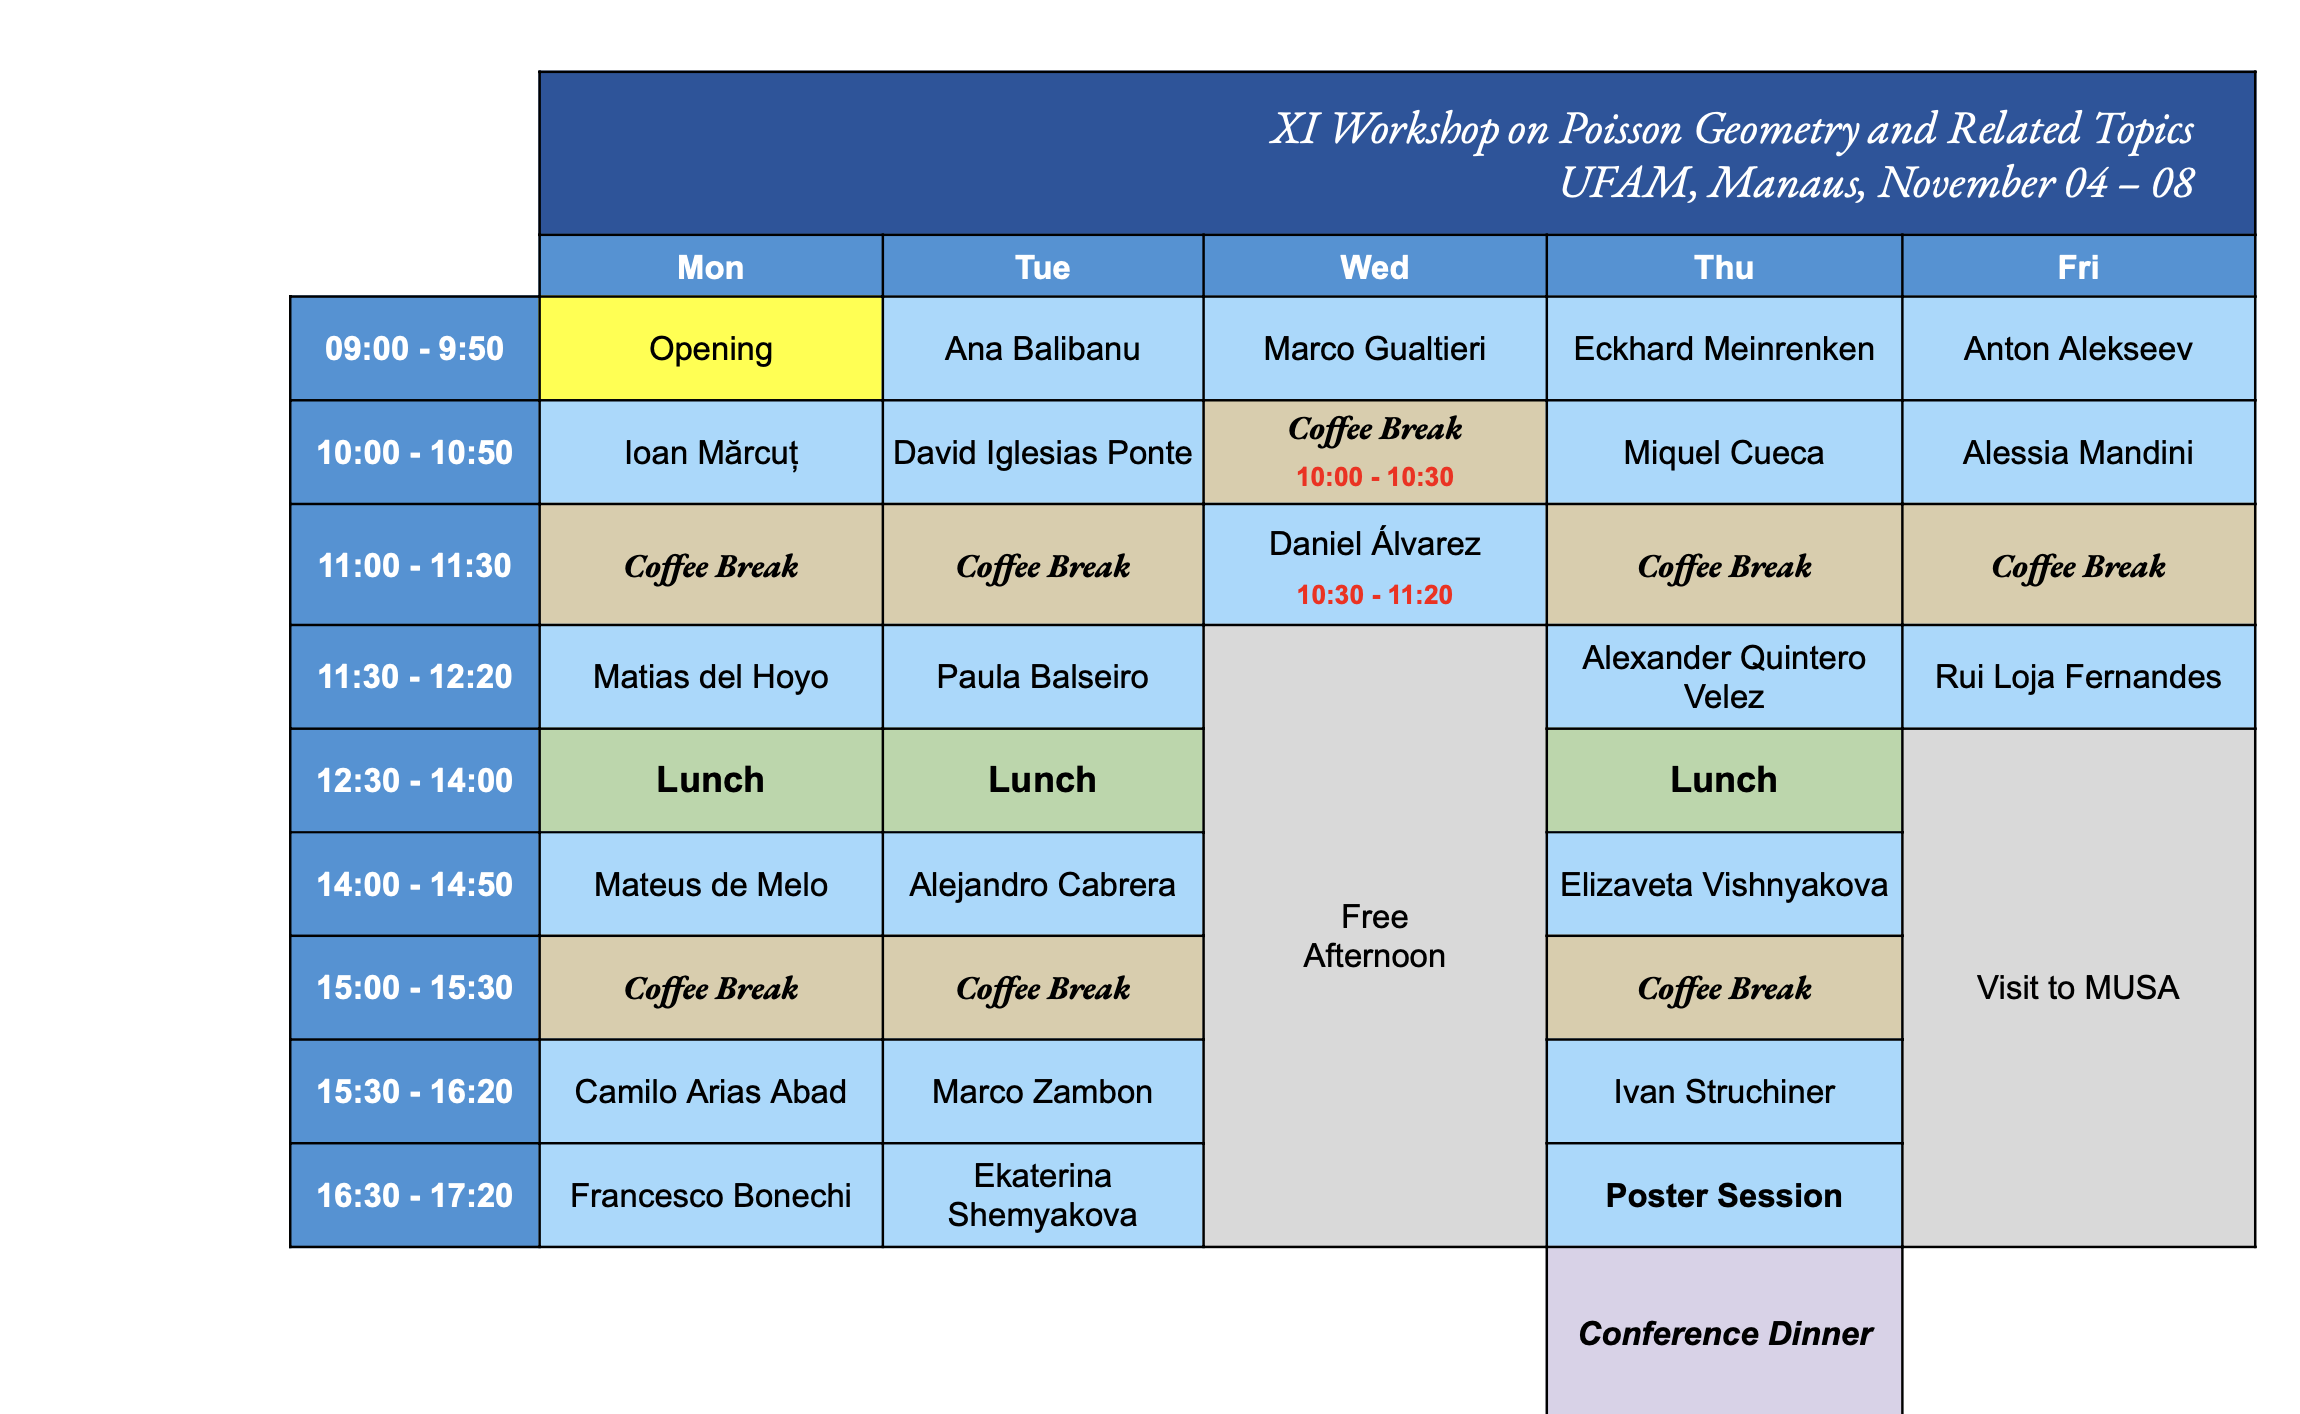 XI Workshop on Poisson Geometry and Related Topics
UFAM, Manaus, November 04 – 08
Mon Tue Wed Thu Fri
09:00 - 9:50 Opening Ana Balibanu Marco Gualtieri Eckhard Meinrenken Anton Alekseev
10:00 - 10:50 Ioan Mărcuț David Iglesias Ponte Coffee Break Miquel Cueca Alessia Mandini
10:00 - 10:30
11:00 - 11:30 Coffee Break Coffee Break Daniel Álvarez Coffee Break Coffee Break
10:30 - 11:20
11:30 - 12:20 Matias del Hoyo Paula Balseiro Alexander Quintero Rui Loja Fernandes
Velez
12:30 - 14:00 Lunch Lunch Lunch
14:00 - 14:50 Mateus de Melo Alejandro Cabrera Elizaveta Vishnyakova
Free
Afternoon
15:00 - 15:30 Coffee Break Coffee Break Coffee Break Visit to MUSA
15:30 - 16:20 Camilo Arias Abad Marco Zambon Ivan Struchiner
16:30 - 17:20 Francesco Bonechi Ekaterina Poster Session
Shemyakova
Conference Dinner